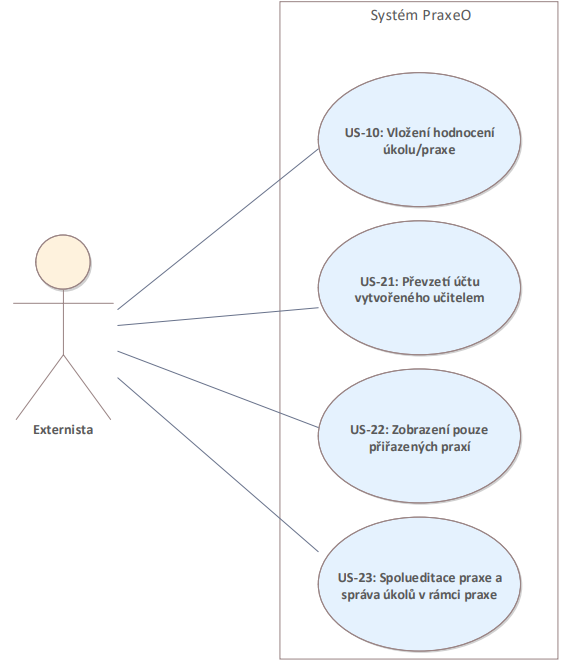 Systém PraxeO
US-10: Vložení hodnocení
úkolu/praxe
US-21: Převzetí účtu
vytvořeného učitelem
Externista
US-22: Zobrazení pouze
přiřazených praxí
US-23: Spolueditace praxe a
správa úkolů v rámci praxe